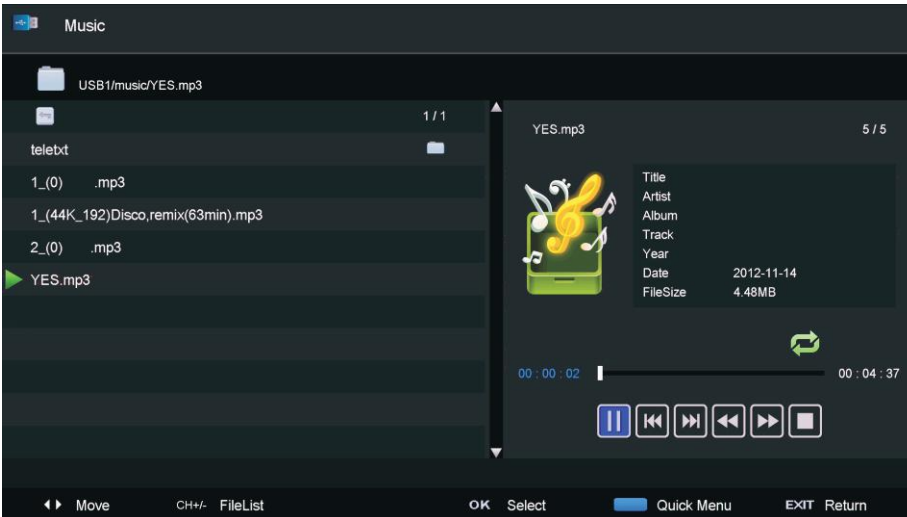 Music
USB1/music/YES.mp3
1 / 1
teletxt
1_(0) .mp3
1_(44K_192)Disco,remix(63min).mp3
2_(0) .mp3
YES.mp3
YES.mp3 5 / 5
Title
Artist
Album
Track
Year
Date 2012-11-14
FileSize 4.48MB
00 : 00 : 02 00 : 04 : 37
Move CH+/- FileList OK Select Quick Menu EXIT Return